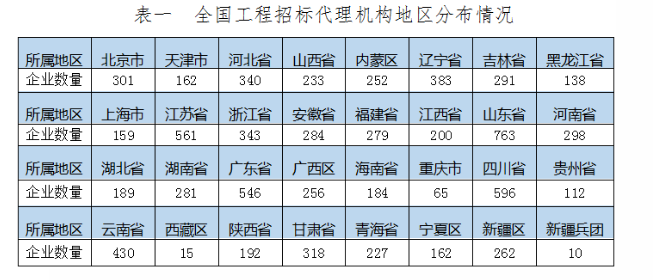 表一 全国工程招标代理机构地区分布情况
所属地区 北京市 天津市 河北省 山西省 内蒙区 辽宁省 吉林省 黑龙江省
企业数量 301 162 340 233 252 383 291 138
所属地区 上海市 江苏省 浙江省 安徽省 福建省 江西省 山东省 河南省
企业数量 159 561 343 284 279 200 763 298
所属地区 湖北省 湖南省 广东省 广西区 海南省 重庆市 四川省 贵州省
企业数量 189 281 546 256 184 65 596 112
所属地区 云南省 西藏区 陕西省 甘肃省 青海省 宁夏区 新疆区 新疆兵团
企业数量 430 15 192 318 227 162 262 10